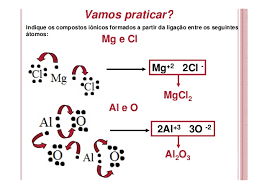 Vamos praticar?
Indique os compostos iónicos formados a partir da ligação entre os seguintes
átomos:
Mg e Cl
Cl Mg Cl
Mg+2 2Cl -
MgCl2
Al e O
Al O
O Al O
2Al+3 3O -2
Al2O3